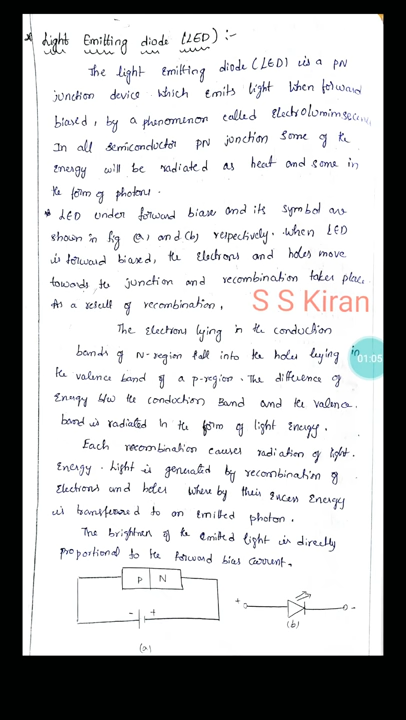 * Light Emitting diode (LED) :-
The light emitting diode (LED) is a PN
junction device which emits light when forward
biased, by a phenomenon called Electroluminsecen
In all semiconductor PN junction some of the
Energy will be radiated as heat and some in
the form of photons.
* LED under forward biase and its symbol are
shown in fig (a) and (b) respectively. when LED
is forward biased, the electrons and holes move
towards the junction and recombination takes place.
As a result of recombination,
S S Kiran
The Electrons lying in the conduction
bands of N-region fall into the holes lying in
01:05
the valence band of a p-region. The difference of
Energy b/w the conduction Band and the valence
band is radiated in the form of light Energy.
Each recombination causes radiation of light.
Energy. Light is generated by recombination of
Electrons and holes where by their Excess Energy
is transferred to an emitted photon.
The brightness of the emitted light is directly
proportional to the forward bias current.
P N
- +
+ -
(b)
(a)